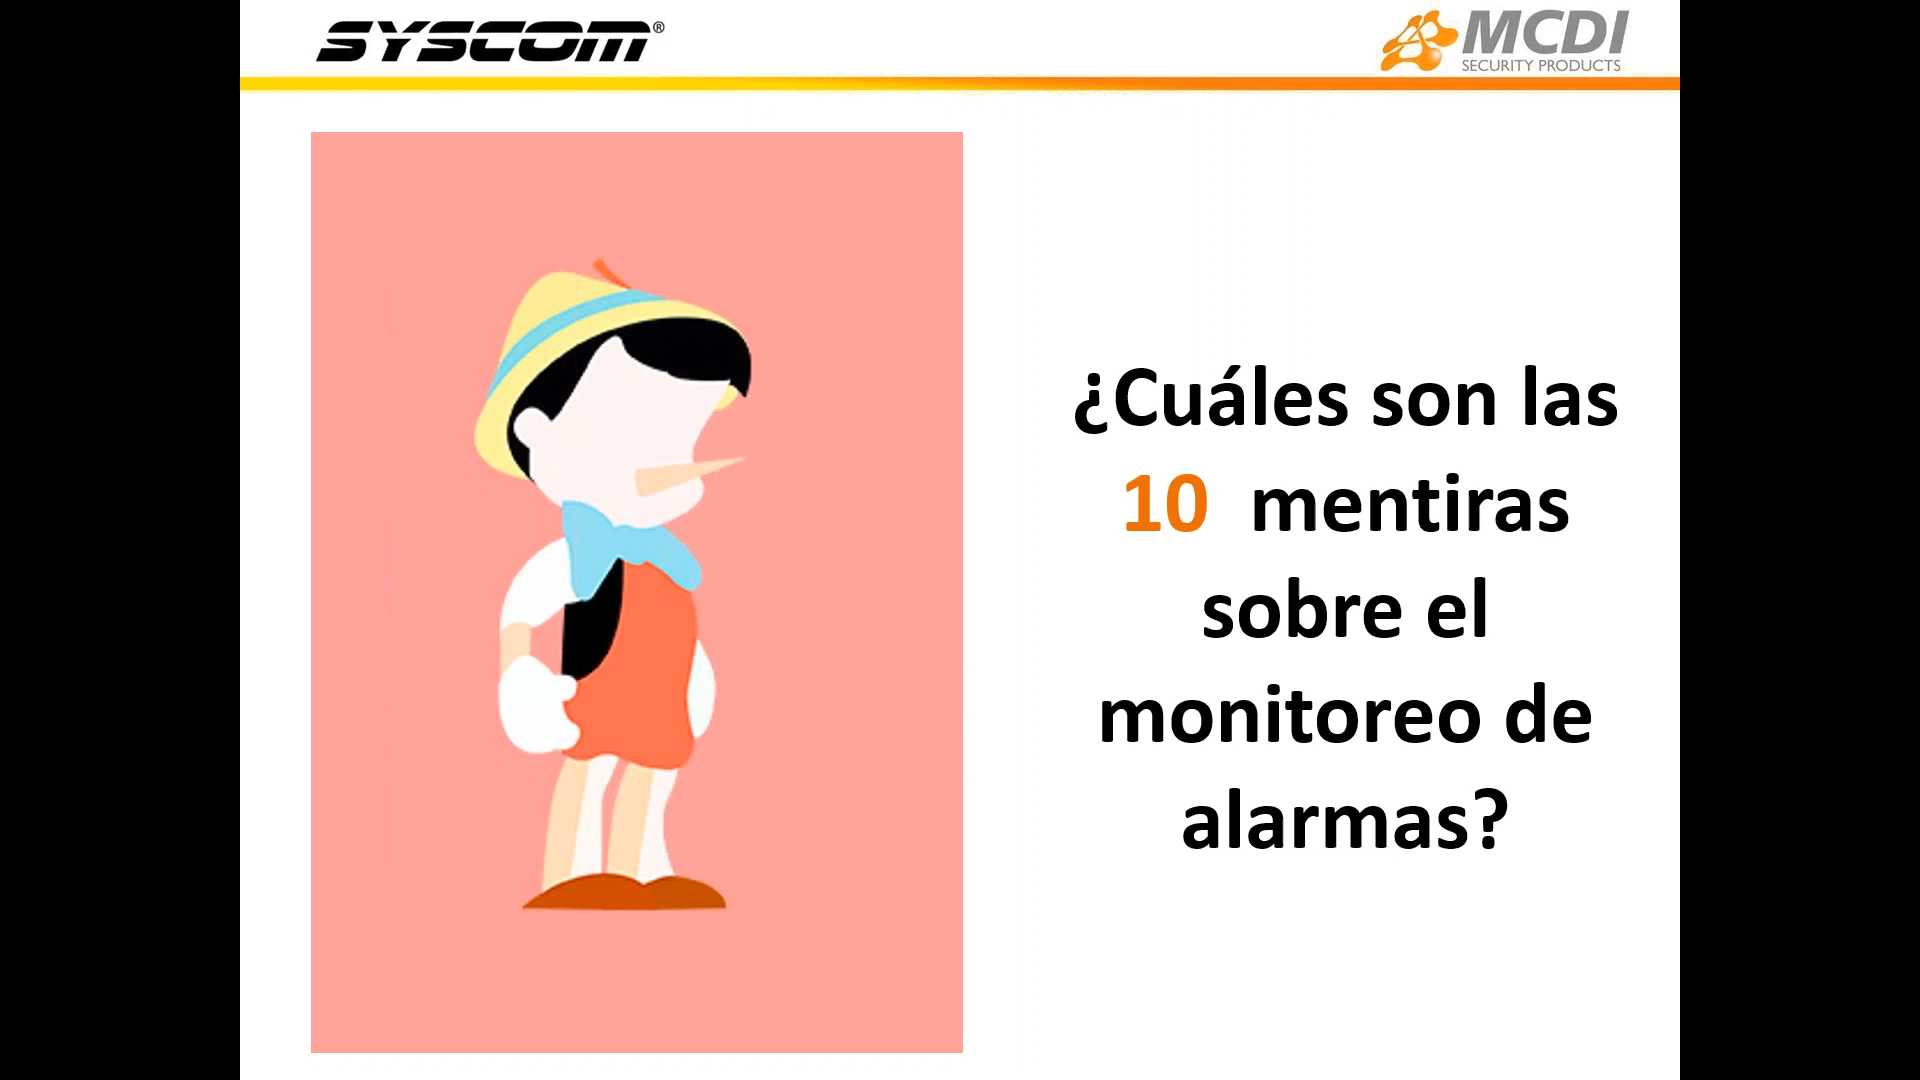 SYSCOM®
MCDI
SECURITY PRODUCTS
¿Cuáles son las
10 mentiras
sobre el
monitoreo de
alarmas?